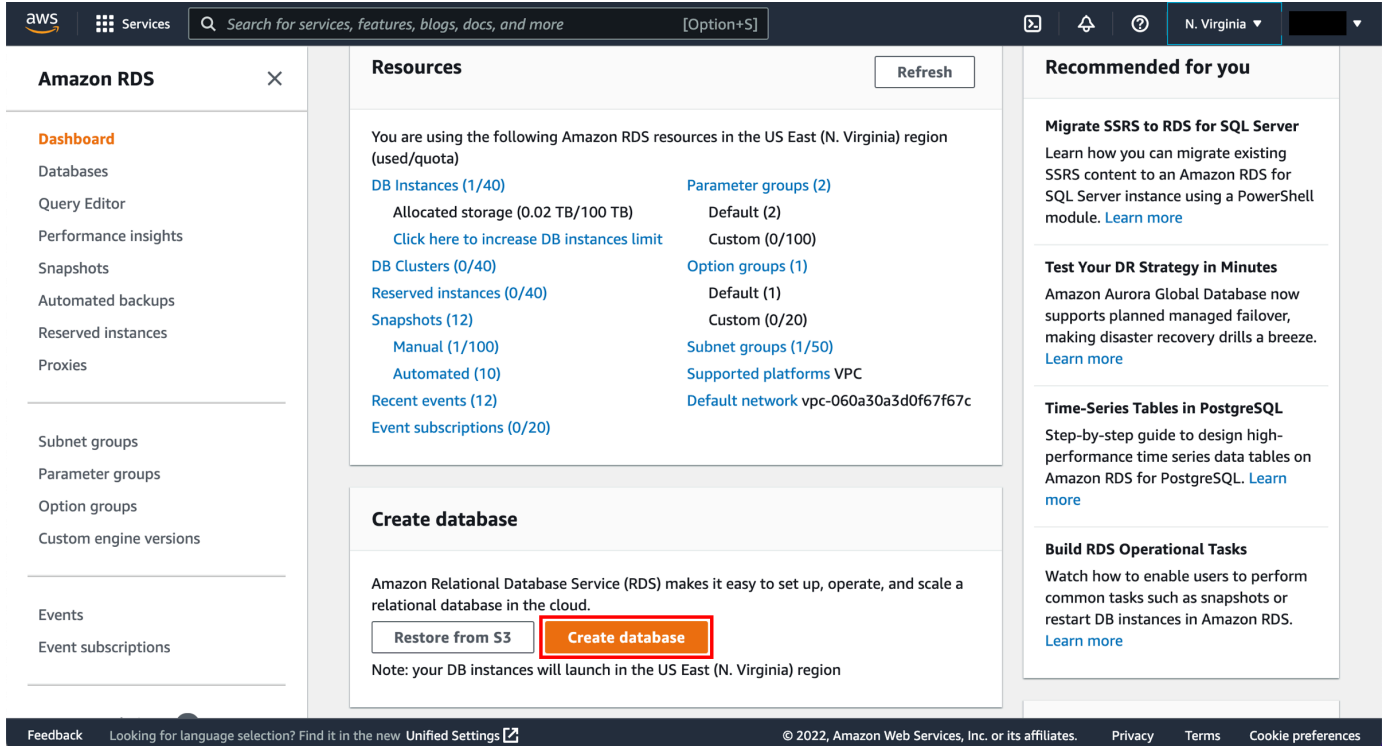 aws
Services
Search for services, features, blogs, docs, and more [Option+S]
N. Virginia
Amazon RDS
Dashboard
Databases
Query Editor
Performance insights
Snapshots
Automated backups
Reserved instances
Proxies
Subnet groups
Parameter groups
Option groups
Custom engine versions
Events
Event subscriptions
Resources
Refresh
You are using the following Amazon RDS resources in the US East (N. Virginia) region
(used/quota)
DB Instances (1/40)
Allocated storage (0.02 TB/100 TB)
Click here to increase DB instances limit
DB Clusters (0/40)
Reserved instances (0/40)
Snapshots (12)
Manual (1/100)
Automated (10)
Recent events (12)
Event subscriptions (0/20)
Parameter groups (2)
Default (2)
Custom (0/100)
Option groups (1)
Default (1)
Custom (0/20)
Subnet groups (1/50)
Supported platforms VPC
Default network vpc-060a30a3d0f67f67c
Create database
Amazon Relational Database Service (RDS) makes it easy to set up, operate, and scale a
relational database in the cloud.
Restore from S3
Create database
Note: your DB instances will launch in the US East (N. Virginia) region
Recommended for you
Migrate SSRS to RDS for SQL Server
Learn how you can migrate existing
SSRS content to an Amazon RDS for
SQL Server instance using a PowerShell
module. Learn more
Test Your DR Strategy in Minutes
Amazon Aurora Global Database now
supports planned managed failover,
making disaster recovery drills a breeze.
Learn more
Time-Series Tables in PostgreSQL
Step-by-step guide to design high-
performance time series data tables on
Amazon RDS for PostgreSQL. Learn
more
Build RDS Operational Tasks
Watch how to enable users to perform
common tasks such as snapshots or
restart DB instances in Amazon RDS.
Learn more
Feedback
Looking for language selection? Find it in the new Unified Settings
© 2022, Amazon Web Services, Inc. or its affiliates.
Privacy
Terms
Cookie preferences